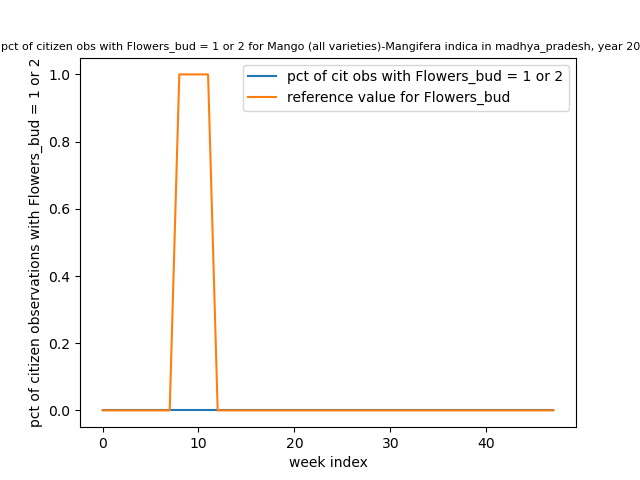 pct of citizen obs with Flowers_bud = 1 or 2 for Mango (all varieties)-Mangifera indica in madhya_pradesh, year 20
pct of cit obs with Flowers_bud = 1 or 2
reference value for Flowers_bud
pct of citizen observations with Flowers_bud = 1 or 2
1.0
0.8
0.6
0.4
0.2
0.0
0 10 20 30 40
week index